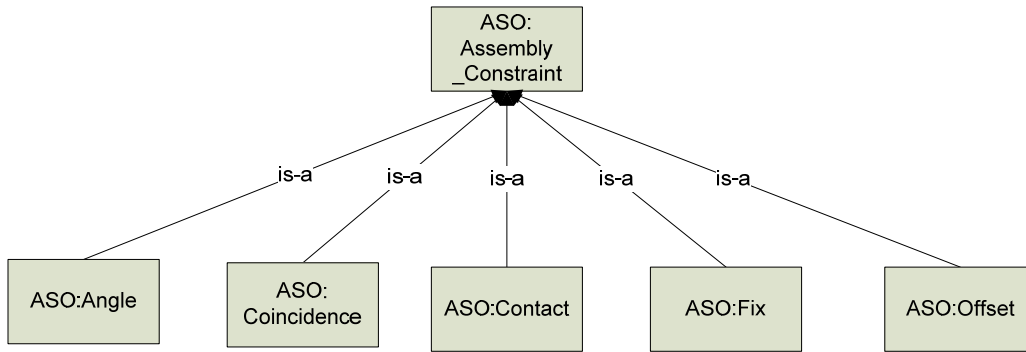 ASO:
Assembly
_Constraint
is-a
is-a
is-a
is-a
is-a
ASO:Angle
ASO:
Coincidence
ASO:Contact
ASO:Fix
ASO:Offset